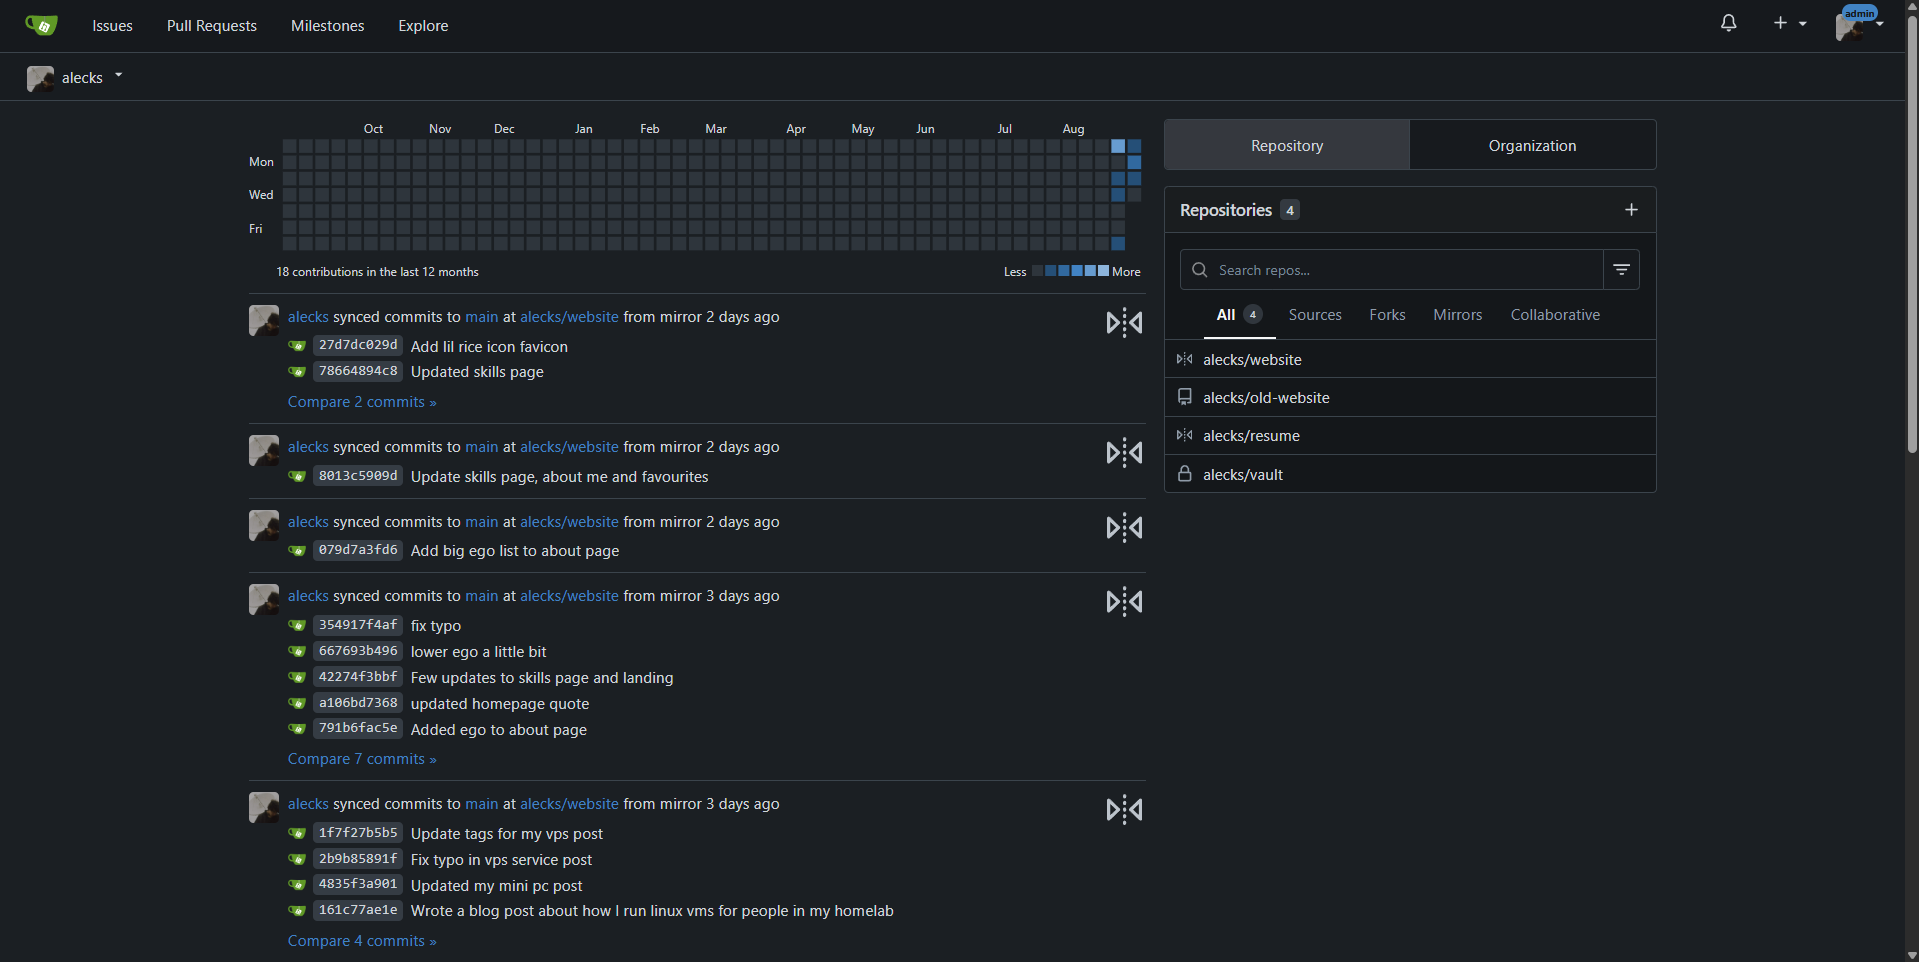 Issues Pull Requests Milestones Explore admin
alecks
Oct Nov Dec Jan Feb Mar Apr May Jun Jul Aug
Mon
Wed
Fri
18 contributions in the last 12 months Less More
alecks synced commits to main at alecks/website from mirror 2 days ago
27d7dc029d Add lil rice icon favicon
78664894c8 Updated skills page
Compare 2 commits »
alecks synced commits to main at alecks/website from mirror 2 days ago
8013c5909d Update skills page, about me and favourites
alecks synced commits to main at alecks/website from mirror 2 days ago
079d7a3fd6 Add big ego list to about page
alecks synced commits to main at alecks/website from mirror 3 days ago
354917f4af fix typo
667693b496 lower ego a little bit
42274f3bbf Few updates to skills page and landing
a106bd7368 updated homepage quote
791b6fac5e Added ego to about page
Compare 7 commits »
alecks synced commits to main at alecks/website from mirror 3 days ago
1f7f27b5b5 Update tags for my vps post
2b9b85891f Fix typo in vps service post
4835f3a901 Updated my mini pc post
161c77ae1e Wrote a blog post about how I run linux vms for people in my homelab
Compare 4 commits »
Repository Organization
Repositories 4
Search repos...
All 4 Sources Forks Mirrors Collaborative
alecks/website
alecks/old-website
alecks/resume
alecks/vault